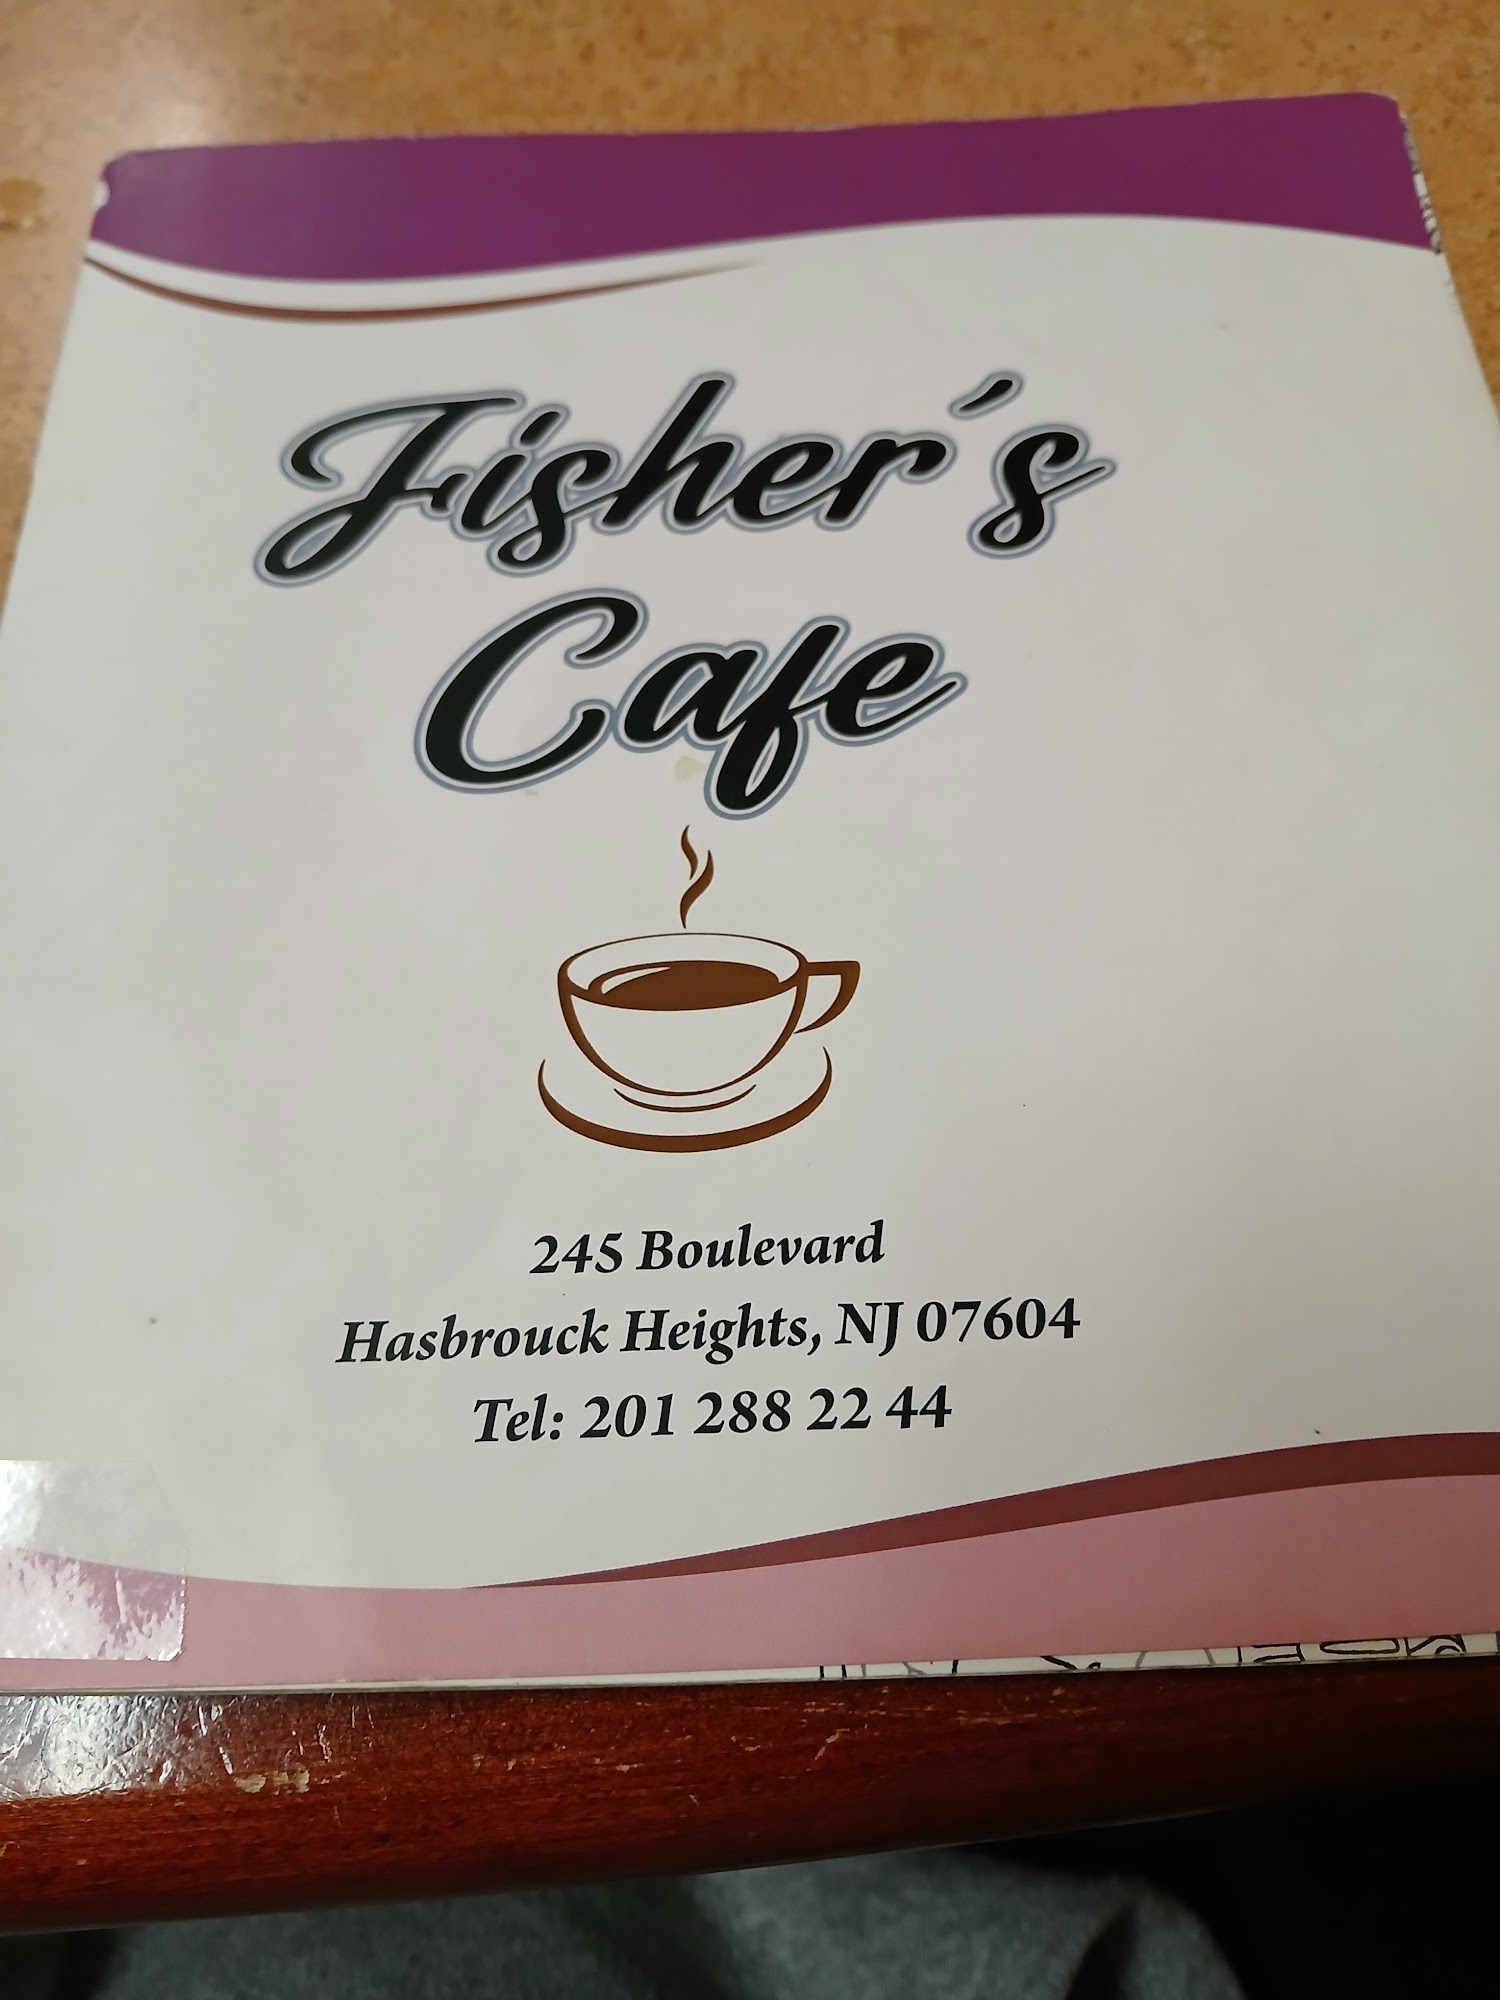 Fisher´s
Cafe
245 Boulevard
Hasbrouck Heights, NJ 07604
Tel: 201 288 22 44